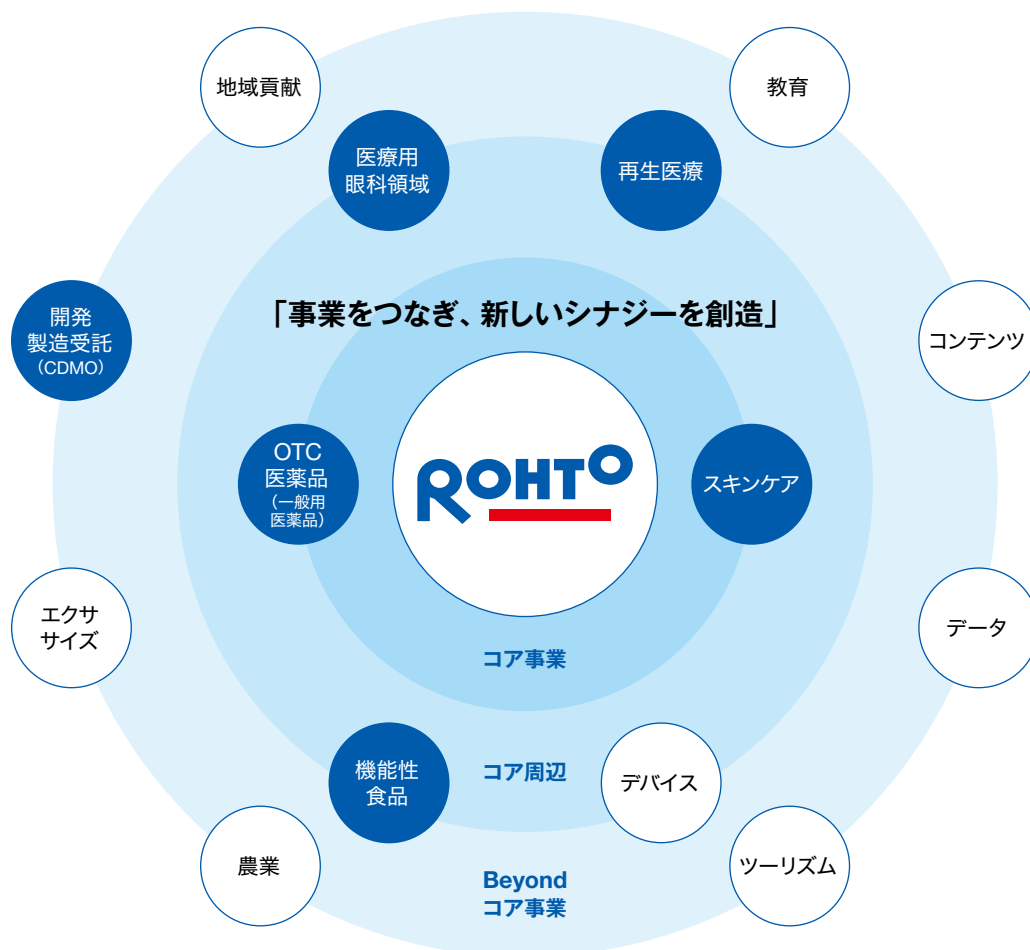 地域貢献
教育
医療用
眼科領域
再生医療
「事業をつなぎ、新しいシナジーを創造」
開発
製造受託
（CDMO）
コンテンツ
OTC
医薬品
（一般用
医薬品）
ROHTO
スキンケア
エクサ
サイズ
データ
コア事業
機能性
食品
コア周辺
デバイス
農業
Beyond
コア事業
ツーリズム